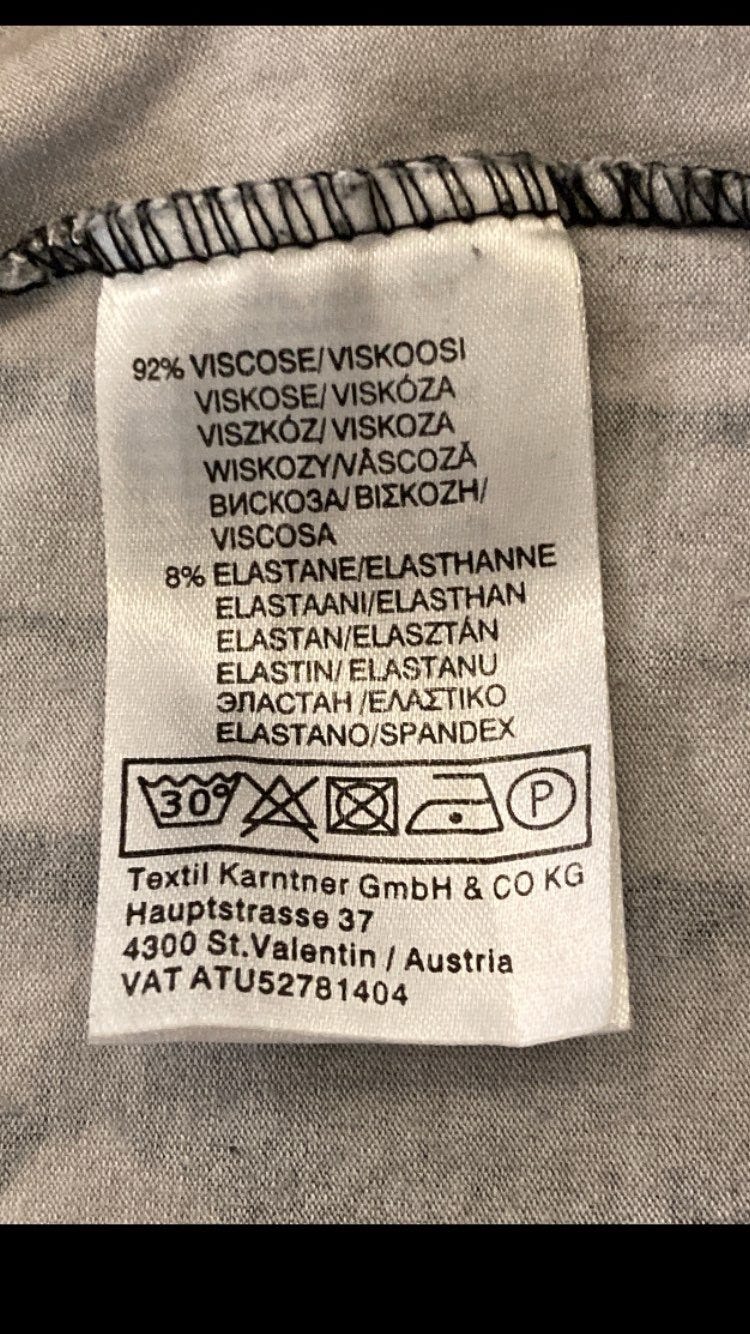 92% VISCOSE/VISKOOSI
VISKOSE/VISKÓZA
VISZKÓZ/VISKOZA
WISKOZY/VÂSCOZĂ
ВИСКОЗА/ΒΙΣΚΟΖΗ/
VISCOSA
8% ELASTANE/ELASTHANNE
ELASTAANI/ELASTHAN
ELASTAN/ELASZTÁN
ELASTIN/ELASTANU
ЭЛАСТАН/ΕΛΑΣΤΙΚΟ
ELASTANO/SPANDEX
30° P
Textil Karntner GmbH & CO KG
Hauptstrasse 37
4300 St.Valentin / Austria
VAT ATU52781404